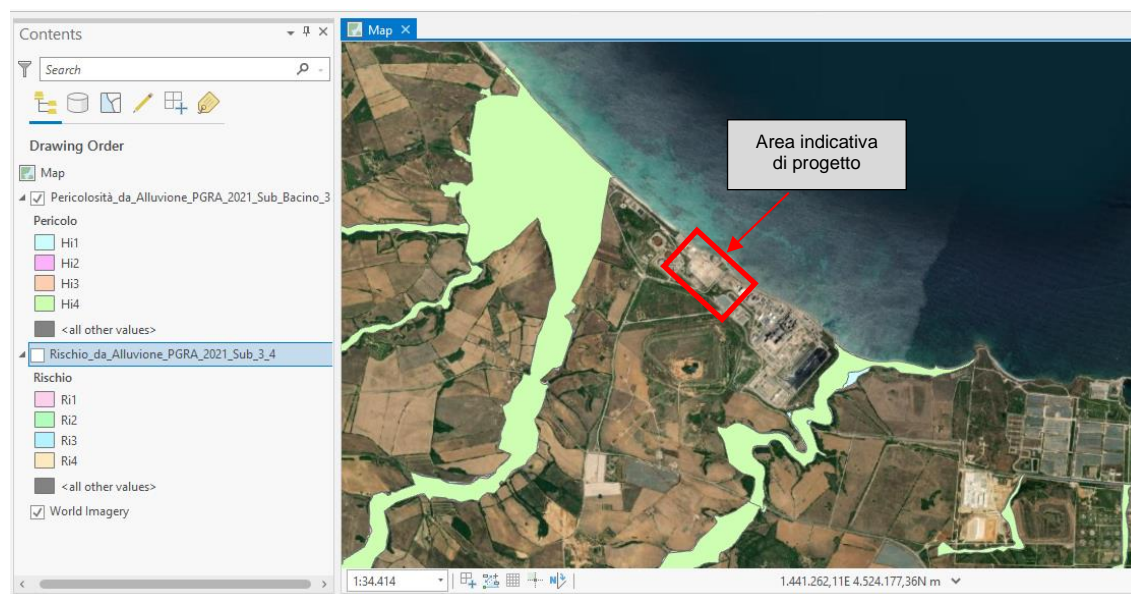 Contents
Search
Drawing Order
Map
Pericolosità_da_Alluvione_PGRA_2021_Sub_Bacino_3
Pericolo
Hi1
Hi2
Hi3
Hi4
<all other values>
Rischio_da_Alluvione_PGRA_2021_Sub_3_4
Rischio
Ri1
Ri2
Ri3
Ri4
<all other values>
World Imagery
Map
Area indicativa
di progetto
1:34.414
N
1.441.262,11E 4.524.177,36N m